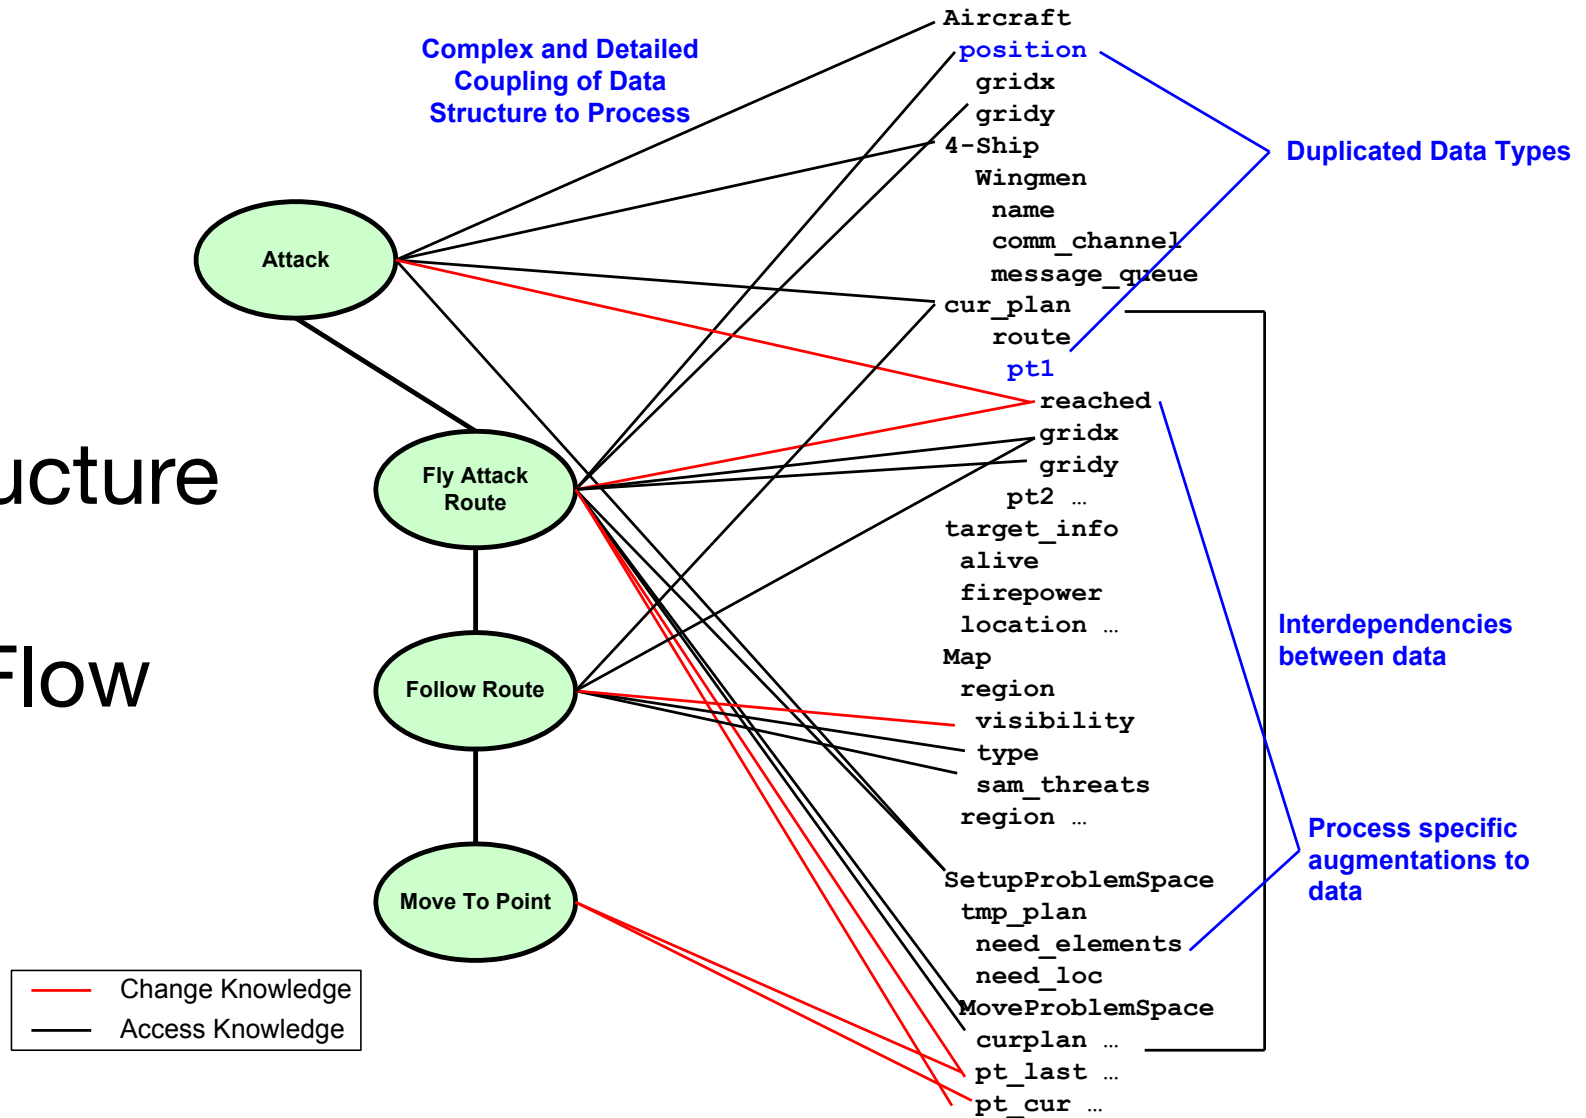 Complex and Detailed
Coupling of Data
Structure to Process
Attack
Fly Attack
Route
Follow Route
Move To Point
ucture
Flow
Change Knowledge
Access Knowledge
Aircraft
position
gridx
gridy
4-Ship
Wingmen
name
comm_channel
message_queue
cur_plan
route
pt1
reached
gridx
gridy
pt2 …
target_info
alive
firepower
location …
Map
region
visibility
type
sam_threats
region …
SetupProblemSpace
tmp_plan
need_elements
need_loc
MoveProblemSpace
curplan …
pt_last …
pt_cur …
Duplicated Data Types
Interdependencies
between data
Process specific
augmentations to
data